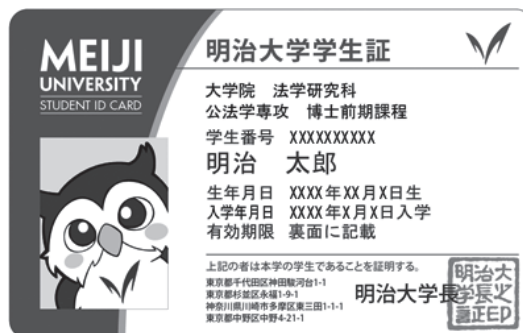 MEIJI
UNIVERSITY
STUDENT ID CARD
明治大学学生証
大学院 法学研究科
公法学専攻 博士前期課程
学生番号 XXXXXXXXXX
明治 太郎
生年月日 XXXX年XX月X日生
入学年月日 XXXX年X月X日入学
有効期限 裏面に記載
上記の者は本学の学生であることを証明する。
東京都千代田区神田駿河台1-1
東京都杉並区永福1-9-1
神奈川県川崎市多摩区東三田1-1-1
東京都中野区中野4-21-1
明治大学長
明治大
学長之